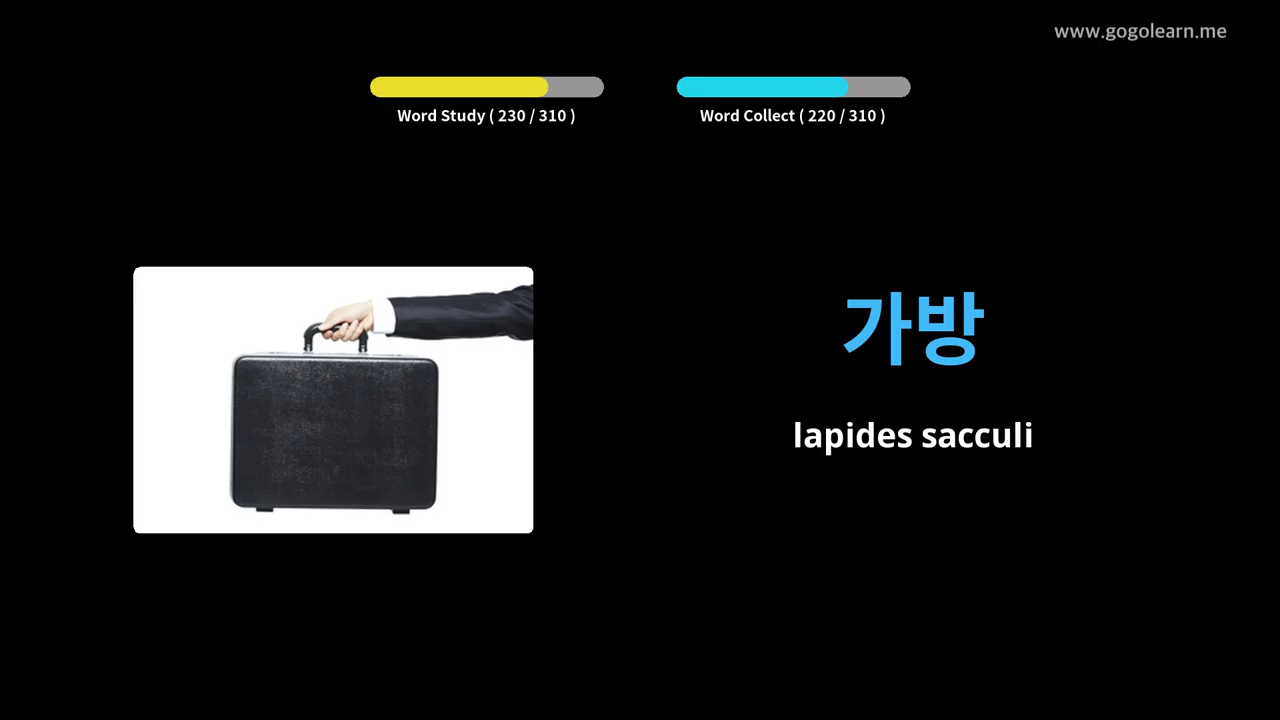 www.gogolearn.me
Word Study ( 230 / 310 )
Word Collect ( 220 / 310 )
가방
lapides sacculi